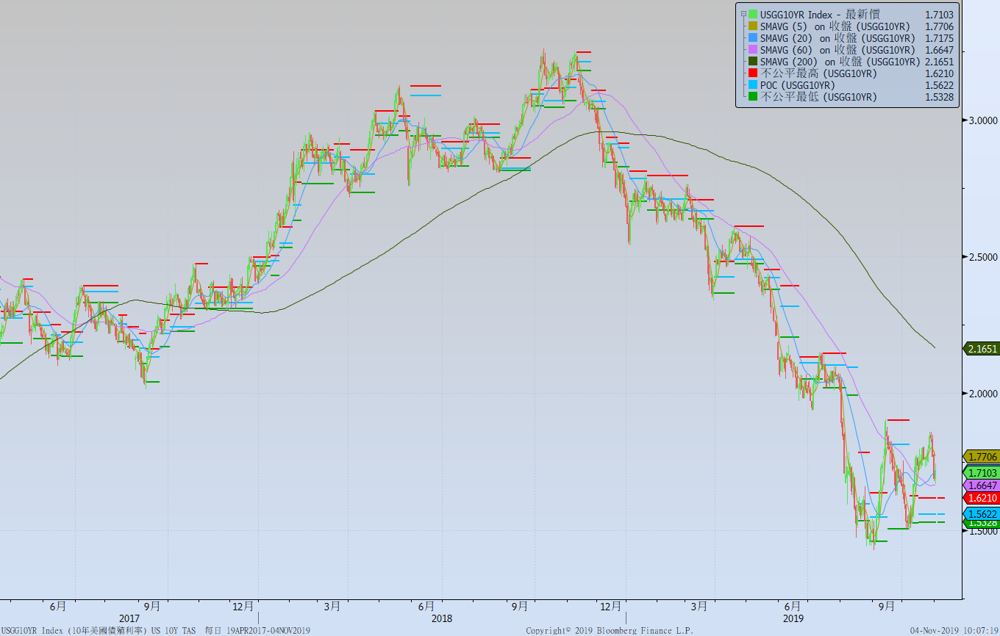 USGG10YR Index - 最新價 1.7103
SMAVG (5) on 收盤 (USGG10YR) 1.7706
SMAVG (20) on 收盤 (USGG10YR) 1.7175
SMAVG (60) on 收盤 (USGG10YR) 1.6647
SMAVG (200) on 收盤 (USGG10YR) 2.1651
不公平最高 (USGG10YR) 1.6210
POC (USGG10YR) 1.5622
不公平最低 (USGG10YR) 1.5328
3.0000
2.5000
2.1651
2.0000
1.7706
1.7103
1.6647
1.6210
1.5622
1.5328
1.5000
6月 9月 12月 3月 6月 9月 12月 3月 6月 9月
2017 2018 2019
USGG10YR Index (10年美國債殖利率) US 10Y TAS 每日 19APR2017-04NOV2019 Copyright© 2019 Bloomberg Finance L.P. 04-Nov-2019 10:07:19